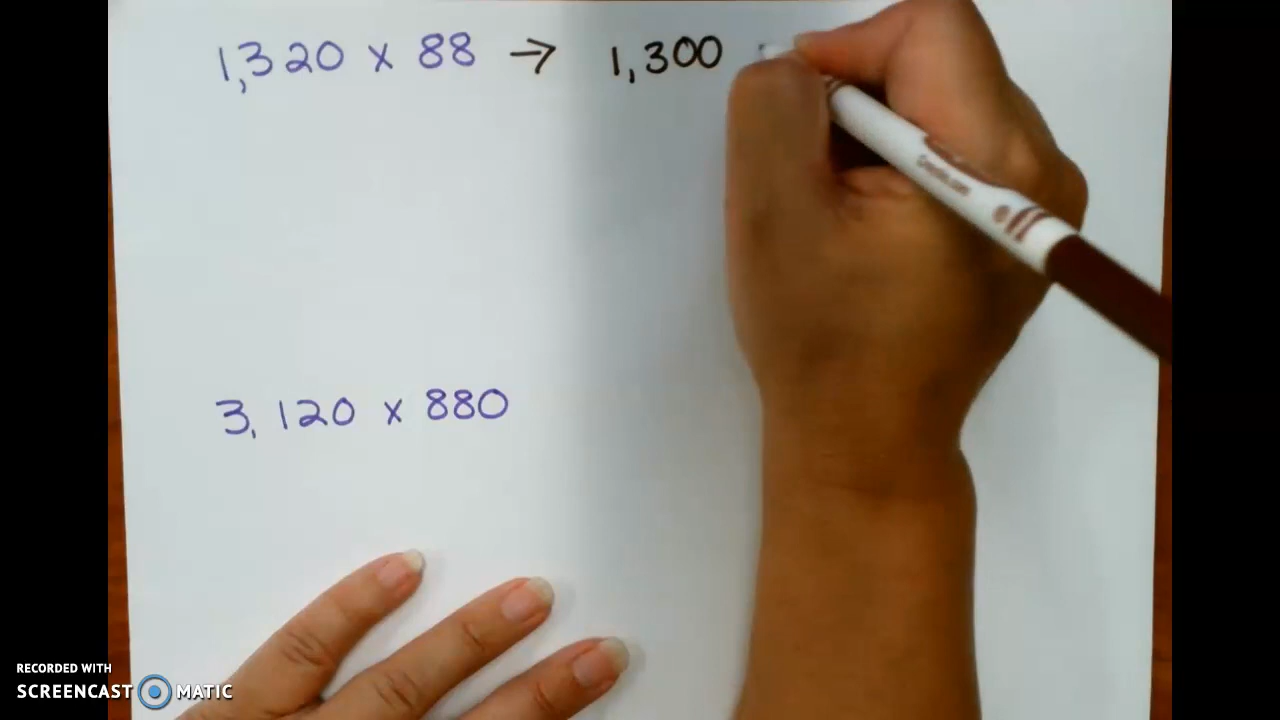 1,320 x 88 → 1,300
3,120 x 880
RECORDED WITH
SCREENCAST MATIC